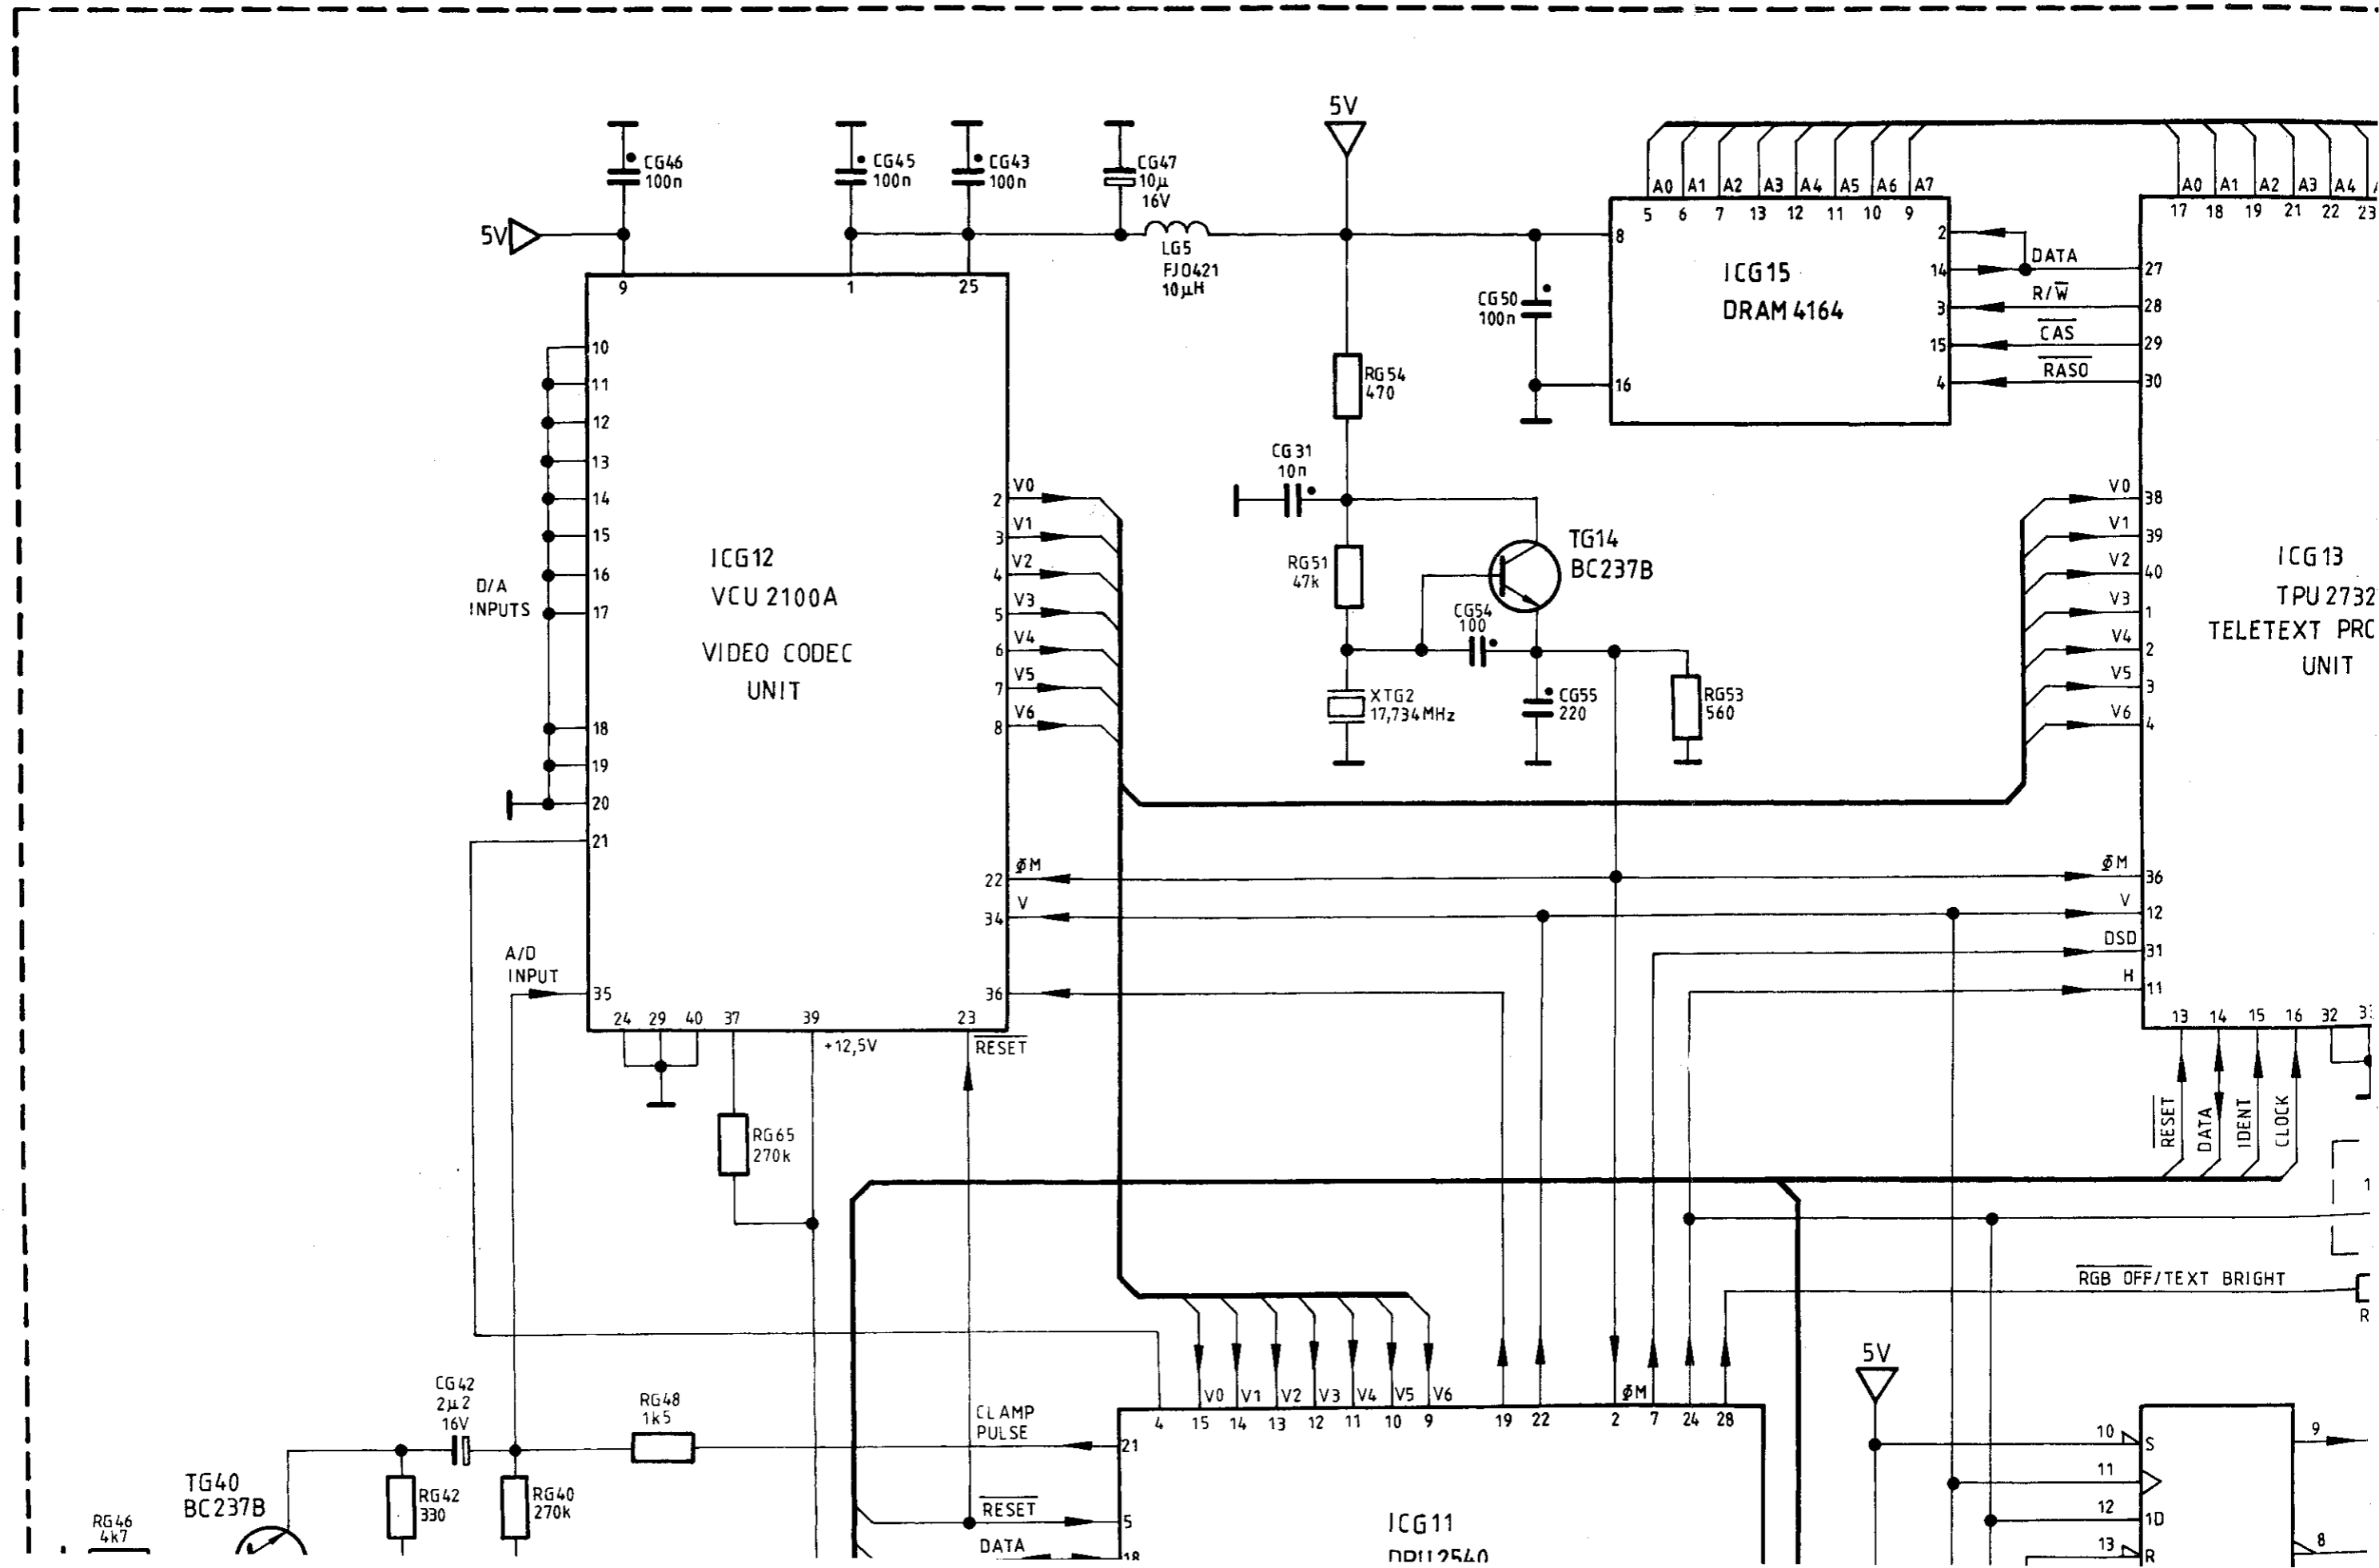 5V
CG46
100n
CG45
100n
CG43
100n
CG47
10µ
16V
5V
A0 A1 A2 A3 A4 A5 A6 A7
5 6 7 13 12 11 10 9
A0 A1 A2 A3 A4
17 18 19 21 22 23
LG5
FJ0421
10µH
8
2
14
3
15
4
16
ICG15
DRAM 4164
DATA
R/W
CAS
RAS0
27
28
29
30
CG50
100n
9 1 25
10
11
12
13
14
15
16
17
18
19
20
21
D/A
INPUTS
ICG12
VCU 2100A
VIDEO CODEC
UNIT
2 V0
3 V1
4 V2
5 V3
6 V4
7 V5
8 V6
RG54
470
CG31
10n
RG51
47k
TG14
BC237B
CG54
100
XTG2
17,734MHz
CG55
220
RG53
560
V0 38
V1 39
V2 40
V3 1
V4 2
V5 3
V6 4
ICG13
TPU 2732
TELETEXT PRC
UNIT
22 ΦM
34 V
36
ΦM 36
V 12
DSD 31
H 11
A/D
INPUT
35
24 29 40 37 39 23
+12,5V
RESET
13 14 15 16 32
RESET
DATA
IDENT
CLOCK
RG65
270k
1
RGB OFF/TEXT BRIGHT
R
5V
CG42
2µ2
16V
RG48
1k5
CLAMP
PULSE
21
V0 V1 V2 V3 V4 V5 V6
4 15 14 13 12 11 10 9 19 22 2 ΦM 7 24 28
TG40
BC237B
RG46
4k7
RG42
330
RG40
270k
RESET
5
DATA
18
ICG11
DPU2540
10 S
11
12 1D
13 R
9
8